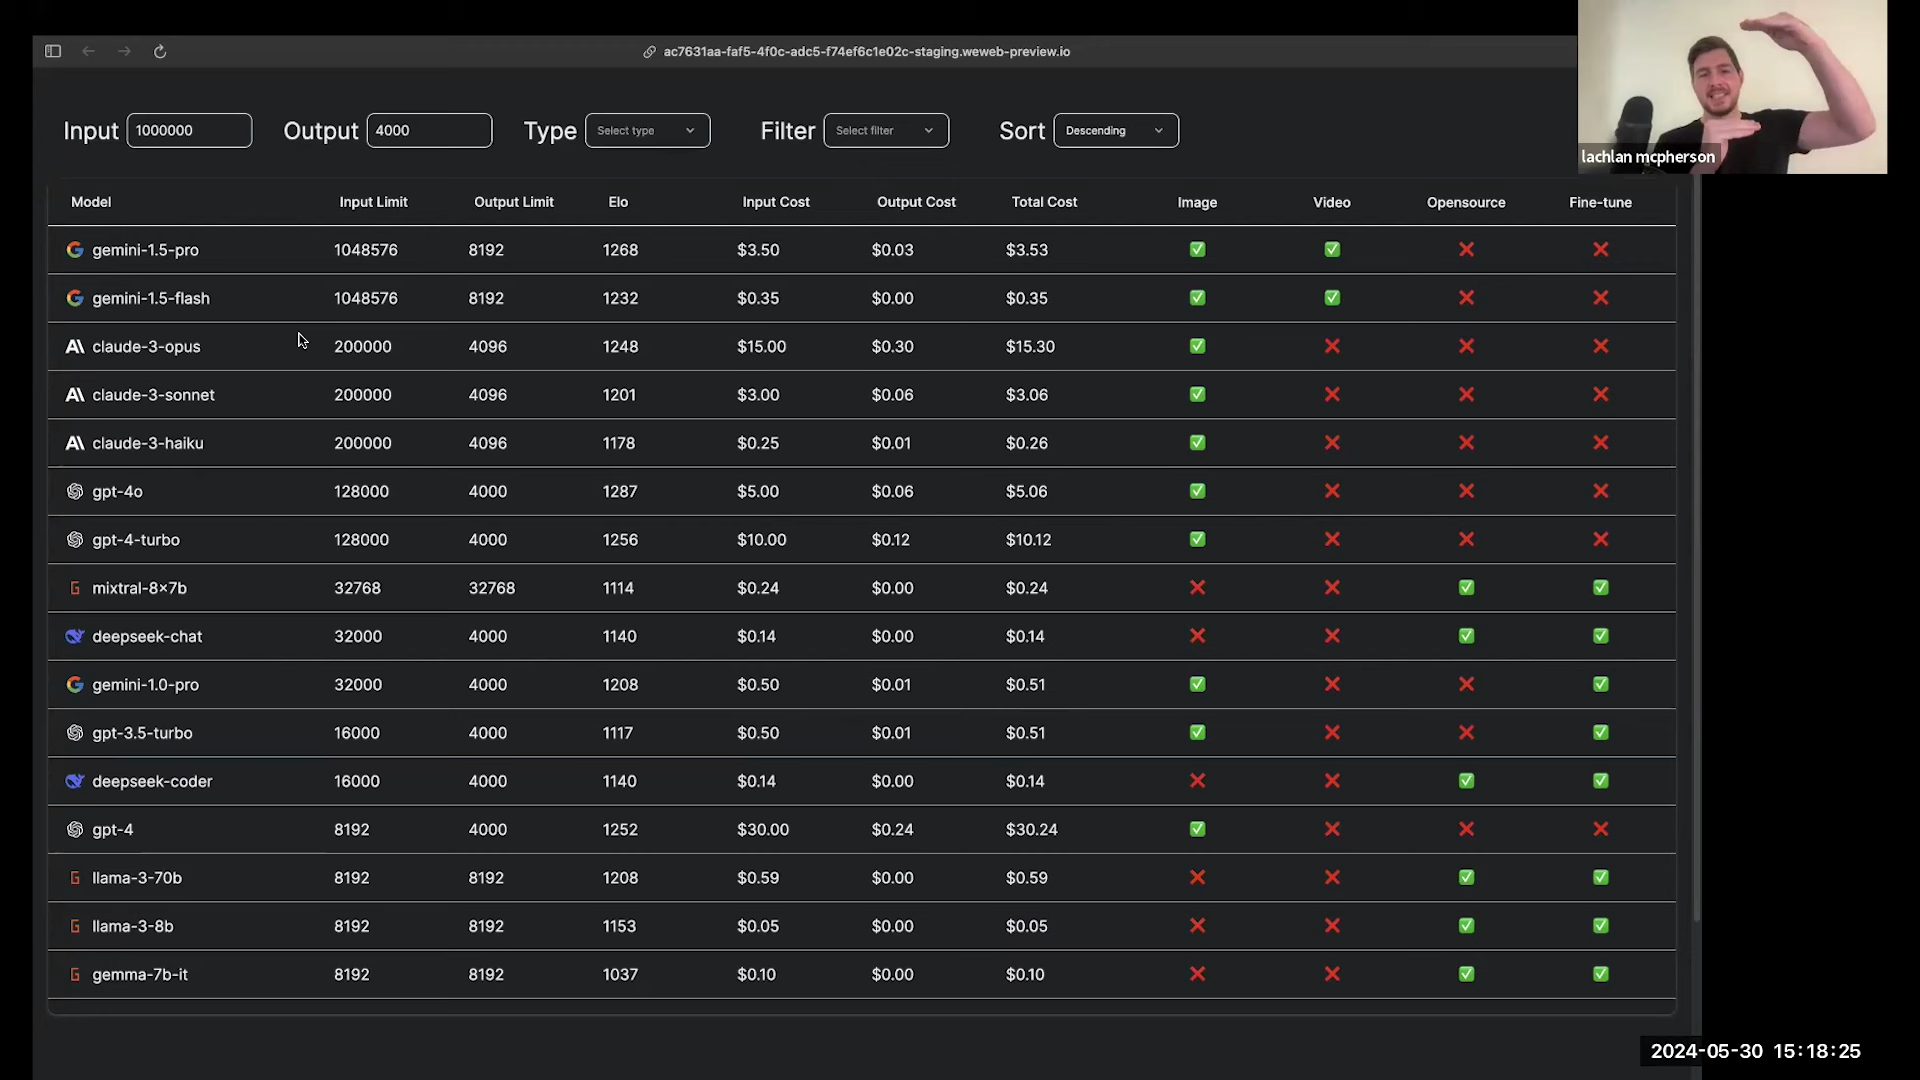 ac7631aa-faf5-4f0c-adc5-f74ef6c1e02c-staging.weweb-preview.io
lachlan mcpherson
Input 1000000 Output 4000 Type Select type Filter Select filter Sort Descending
Model Input Limit Output Limit Elo Input Cost Output Cost Total Cost Image Video Opensource Fine-tune
gemini-1.5-pro 1048576 8192 1268 $3.50 $0.03 $3.53 ✅ ✅ ❌ ❌
gemini-1.5-flash 1048576 8192 1232 $0.35 $0.00 $0.35 ✅ ✅ ❌ ❌
claude-3-opus 200000 4096 1248 $15.00 $0.30 $15.30 ✅ ❌ ❌ ❌
claude-3-sonnet 200000 4096 1201 $3.00 $0.06 $3.06 ✅ ❌ ❌ ❌
claude-3-haiku 200000 4096 1178 $0.25 $0.01 $0.26 ✅ ❌ ❌ ❌
gpt-4o 128000 4000 1287 $5.00 $0.06 $5.06 ✅ ❌ ❌ ❌
gpt-4-turbo 128000 4000 1256 $10.00 $0.12 $10.12 ✅ ❌ ❌ ❌
mixtral-8x7b 32768 32768 1114 $0.24 $0.00 $0.24 ❌ ❌ ✅ ✅
deepseek-chat 32000 4000 1140 $0.14 $0.00 $0.14 ❌ ❌ ✅ ✅
gemini-1.0-pro 32000 4000 1208 $0.50 $0.01 $0.51 ✅ ❌ ❌ ✅
gpt-3.5-turbo 16000 4000 1117 $0.50 $0.01 $0.51 ✅ ❌ ❌ ✅
deepseek-coder 16000 4000 1140 $0.14 $0.00 $0.14 ❌ ❌ ✅ ✅
gpt-4 8192 4000 1252 $30.00 $0.24 $30.24 ✅ ❌ ❌ ❌
llama-3-70b 8192 8192 1208 $0.59 $0.00 $0.59 ❌ ❌ ✅ ✅
llama-3-8b 8192 8192 1153 $0.05 $0.00 $0.05 ❌ ❌ ✅ ✅
gemma-7b-it 8192 8192 1037 $0.10 $0.00 $0.10 ❌ ❌ ✅ ✅
2024-05-30 15:18:25